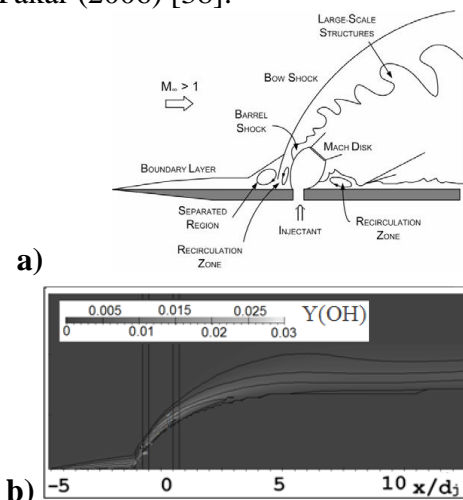 (2006) [38].
LARGE-SCALE
STRUCTURES
BOW SHOCK
M∞ > 1
BARREL
SHOCK
MACH DISK
BOUNDARY LAYER
SEPARATED
REGION
RECIRCULATION
ZONE
INJECTANT
RECIRCULATION
ZONE
a)
0.005 0.015 0.025
0 0.01 0.02 0.03
Y(OH)
b)
-5 0 5 10 x/dj